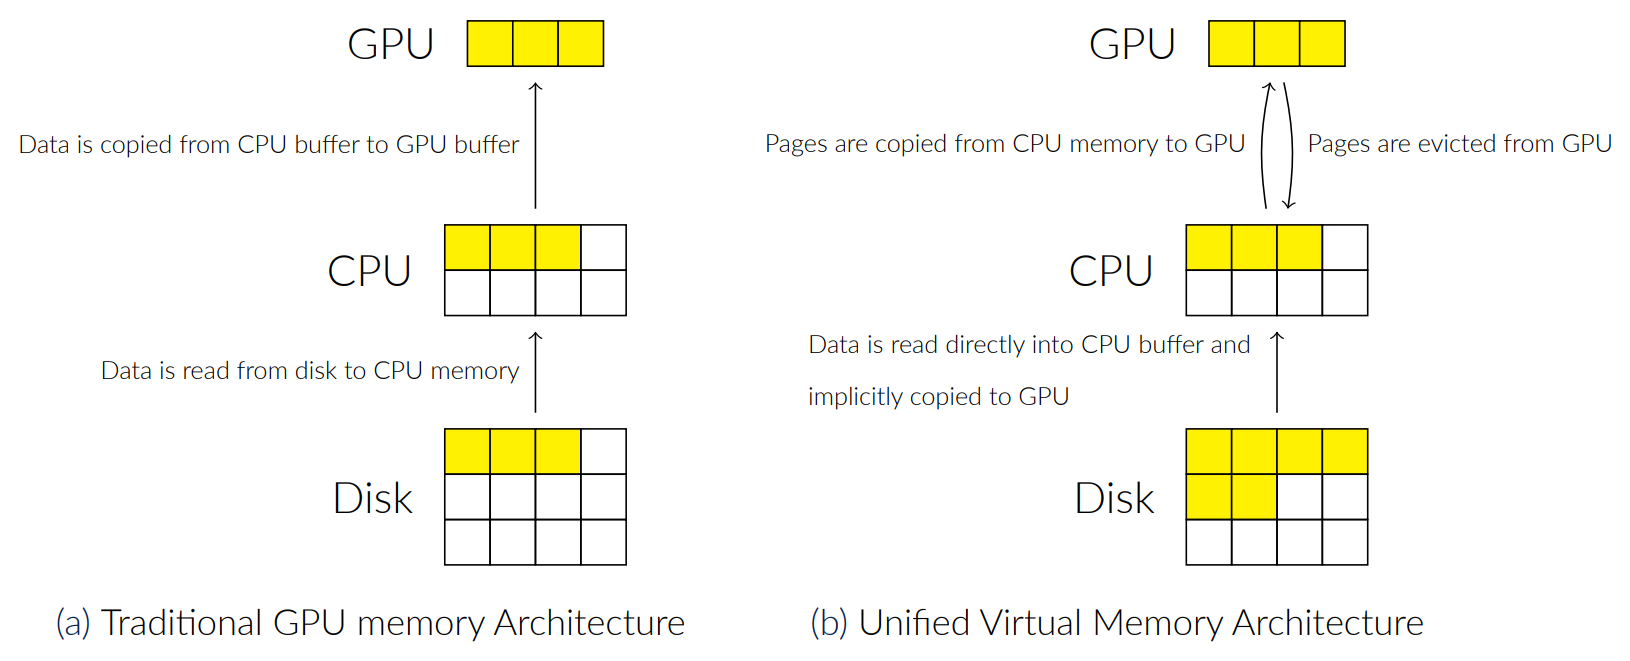 GPU
Data is copied from CPU buffer to GPU buffer
CPU
Data is read from disk to CPU memory
Disk
(a) Traditional GPU memory Architecture
GPU
Pages are copied from CPU memory to GPU
Pages are evicted from GPU
CPU
Data is read directly into CPU buffer and
implicitly copied to GPU
Disk
(b) Unified Virtual Memory Architecture